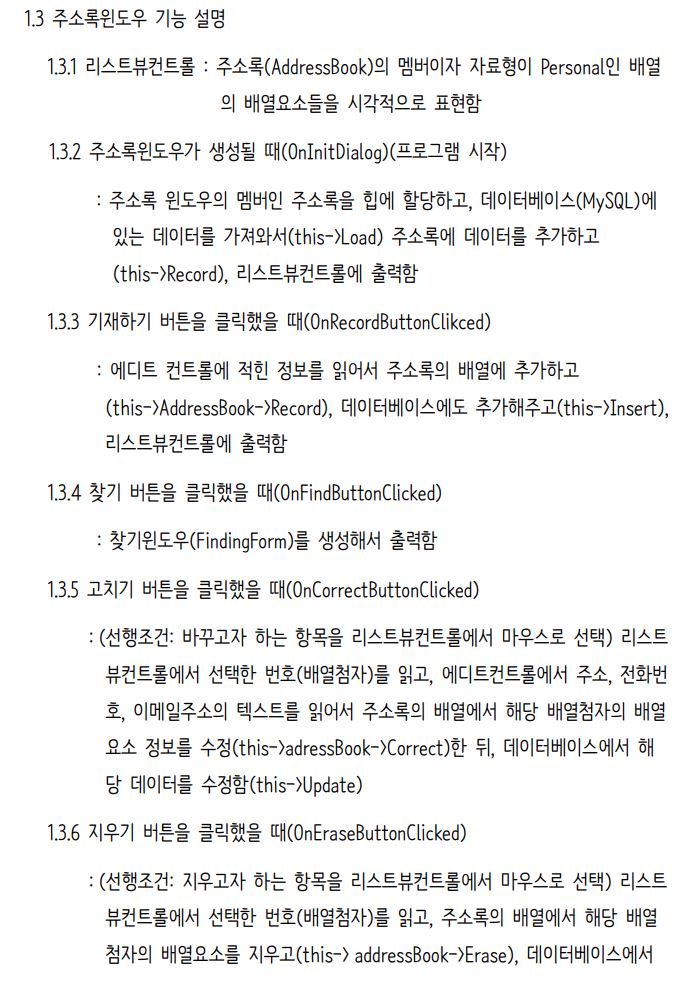 1.3 주소록윈도우 기능 설명
1.3.1 리스트뷰컨트롤 : 주소록(AddressBook)의 멤버이자 자료형이 Personal인 배열
의 배열요소들을 시각적으로 표현함
1.3.2 주소록윈도우가 생성될 때(OnInitDialog)(프로그램 시작)
: 주소록 윈도우의 멤버인 주소록을 힙에 할당하고, 데이터베이스(MySQL)에
있는 데이터를 가져와서(this->Load) 주소록에 데이터를 추가하고
(this->Record), 리스트뷰컨트롤에 출력함
1.3.3 기재하기 버튼을 클릭했을 때(OnRecordButtonClikced)
: 에디트 컨트롤에 적힌 정보를 읽어서 주소록의 배열에 추가하고
(this->AddressBook->Record), 데이터베이스에도 추가해주고(this->Insert),
리스트뷰컨트롤에 출력함
1.3.4 찾기 버튼을 클릭했을 때(OnFindButtonClicked)
: 찾기윈도우(FindingForm)를 생성해서 출력함
1.3.5 고치기 버튼을 클릭했을 때(OnCorrectButtonClicked)
: (선행조건: 바꾸고자 하는 항목을 리스트뷰컨트롤에서 마우스로 선택) 리스트
뷰컨트롤에서 선택한 번호(배열첨자)를 읽고, 에디트컨트롤에서 주소, 전화번
호, 이메일주소의 텍스트를 읽어서 주소록의 배열에서 해당 배열첨자의 배열
요소 정보를 수정(this->adressBook->Correct)한 뒤, 데이터베이스에서 해
당 데이터를 수정함(this->Update)
1.3.6 지우기 버튼을 클릭했을 때(OnEraseButtonClicked)
: (선행조건: 지우고자 하는 항목을 리스트뷰컨트롤에서 마우스로 선택) 리스트
뷰컨트롤에서 선택한 번호(배열첨자)를 읽고, 주소록의 배열에서 해당 배열
첨자의 배열요소를 지우고(this-> addressBook->Erase), 데이터베이스에서